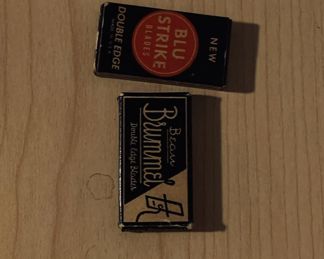 NEW
BLU
STRIKE
BLADES
DOUBLE EDGE
Beau
Brummel
Double Edge Blades